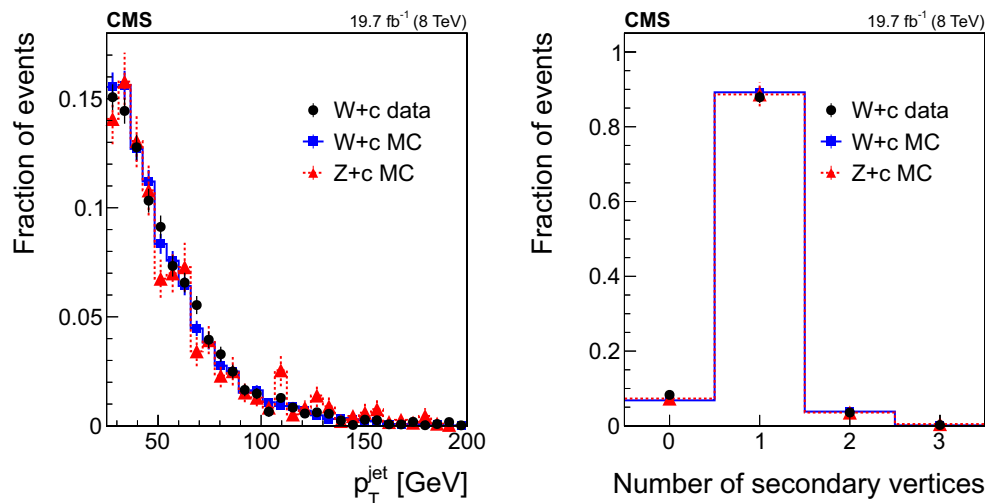 CMS 19.7 fb⁻¹ (8 TeV)
Fraction of events
0.15
0.1
0.05
0
W+c data
W+c MC
Z+c MC
50 100 150 200
p_T^jet [GeV]
CMS 19.7 fb⁻¹ (8 TeV)
Fraction of events
1
0.8
0.6
0.4
0.2
0
W+c data
W+c MC
Z+c MC
0 1 2 3
Number of secondary vertices